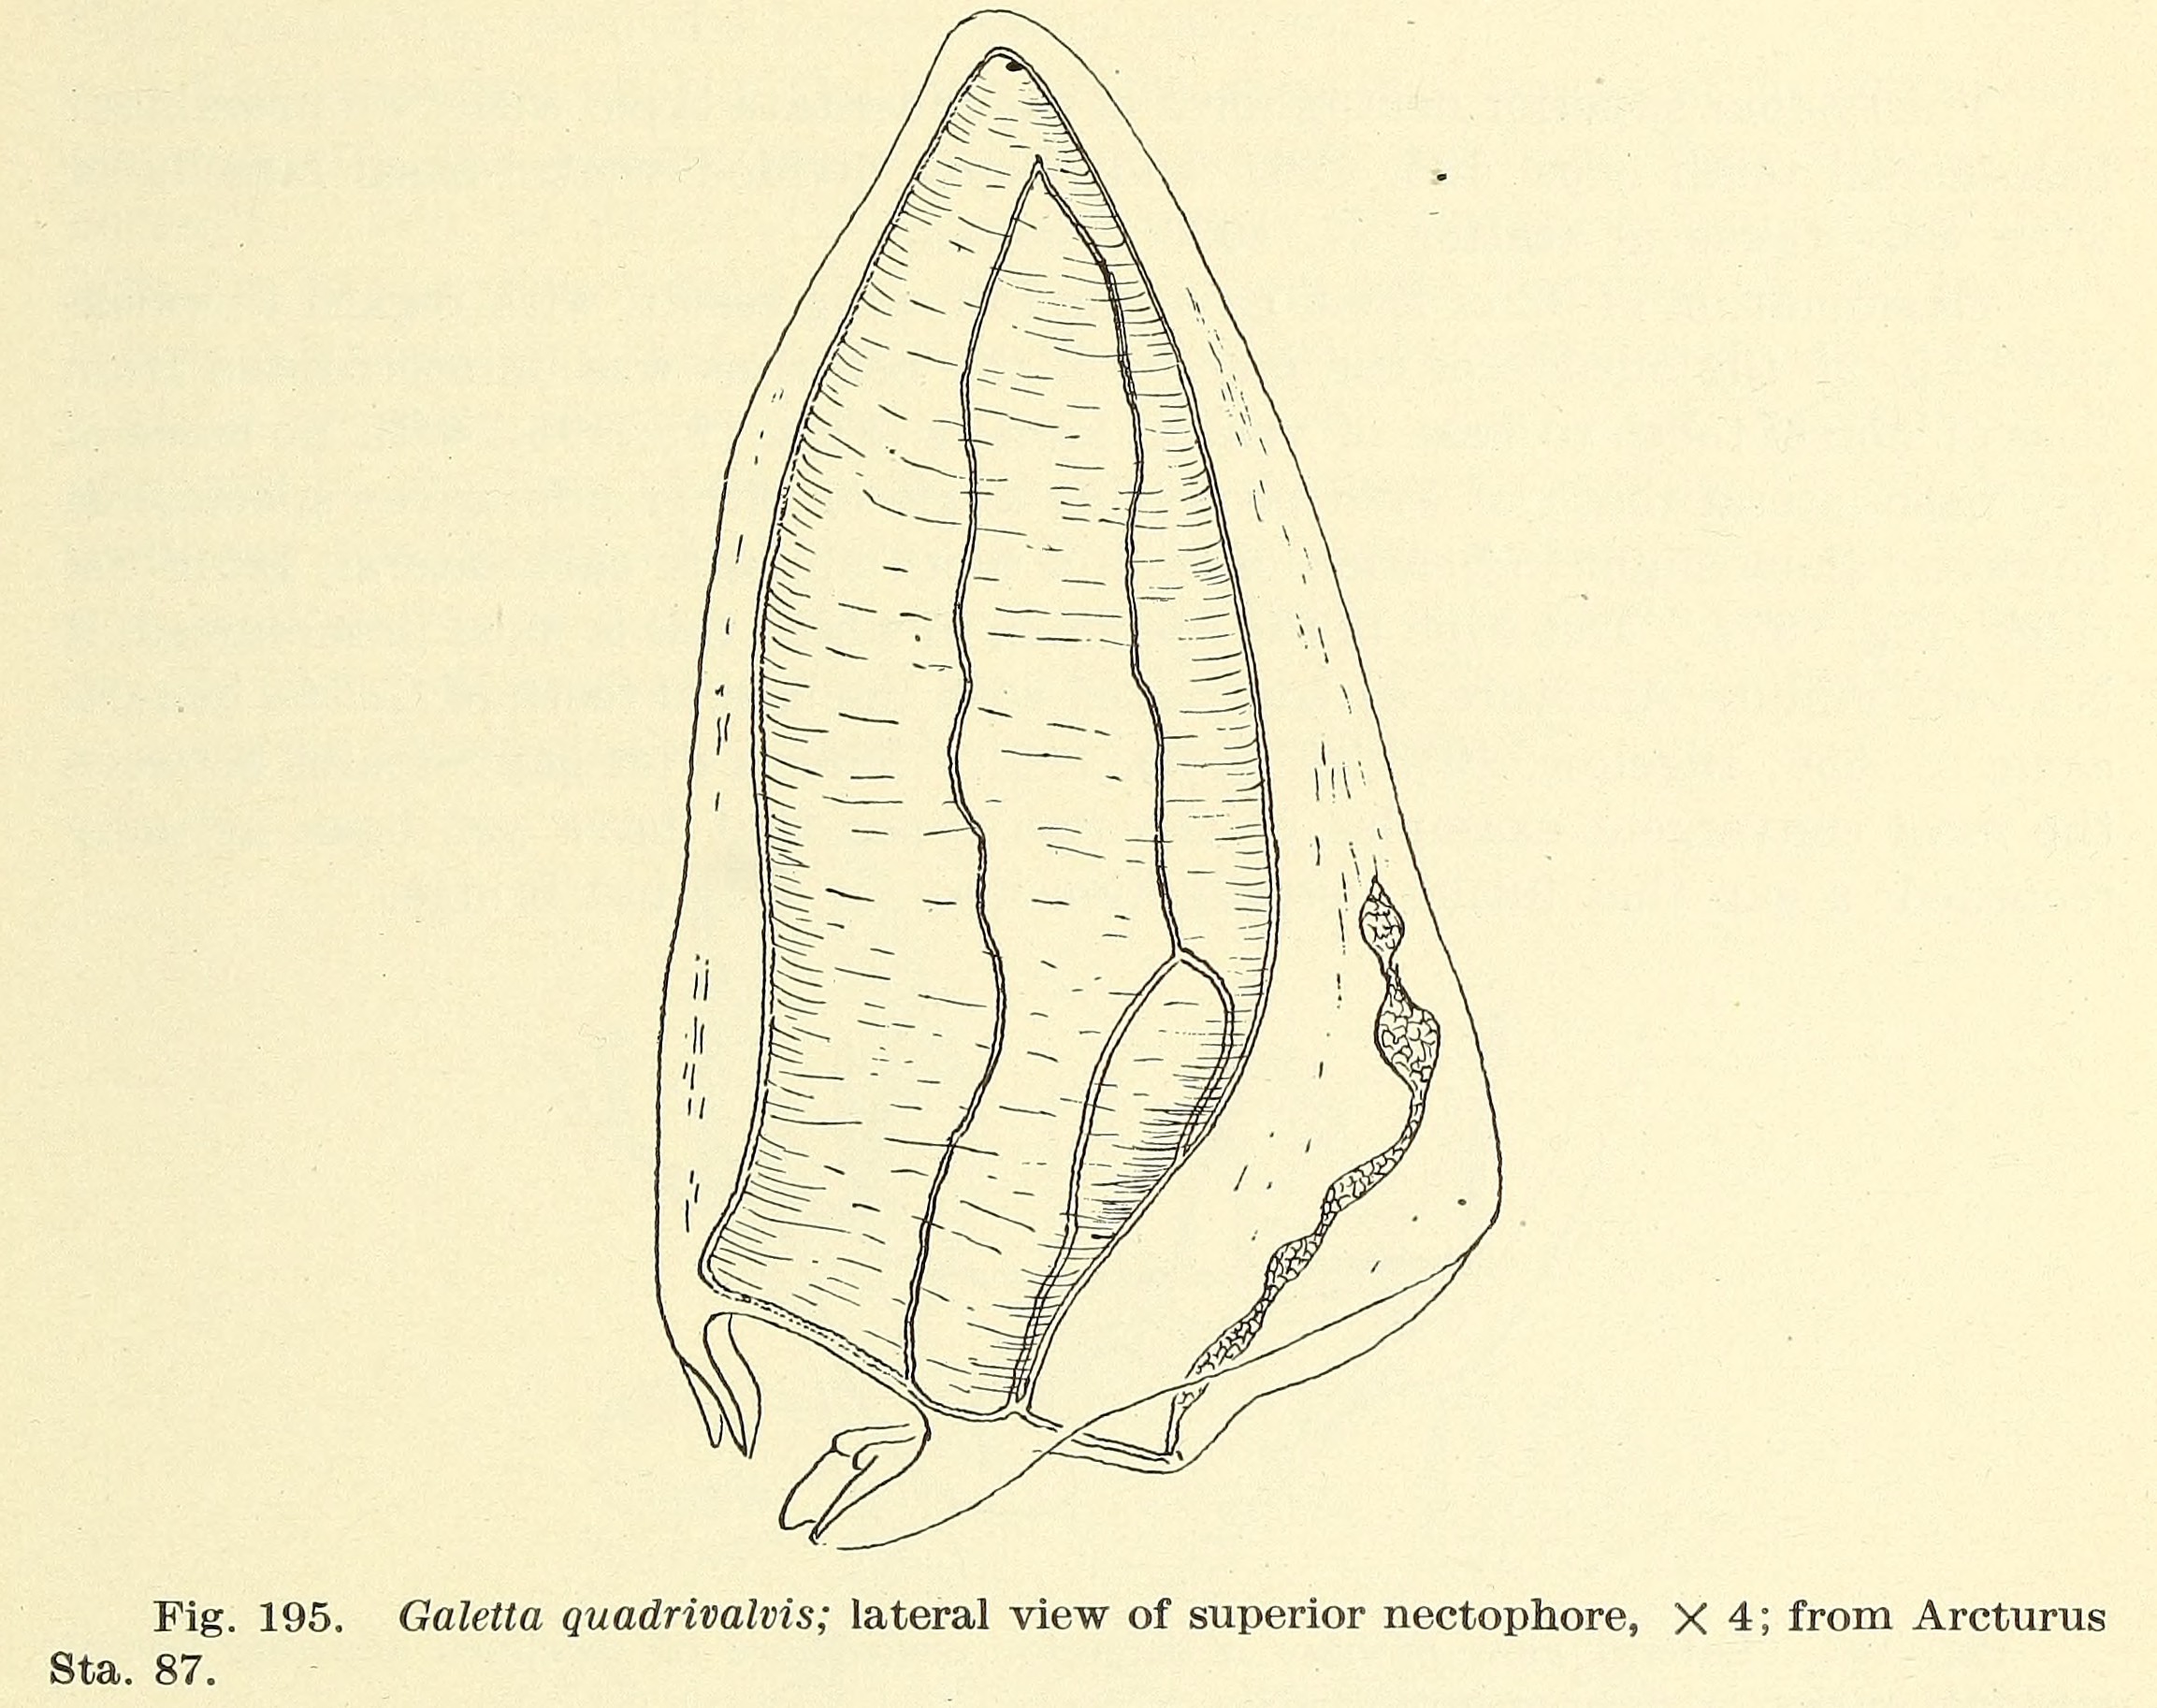 Fig. 195. Galetta quadrivalvis; lateral view of superior nectophore, × 4; from Arcturus
Sta. 87.